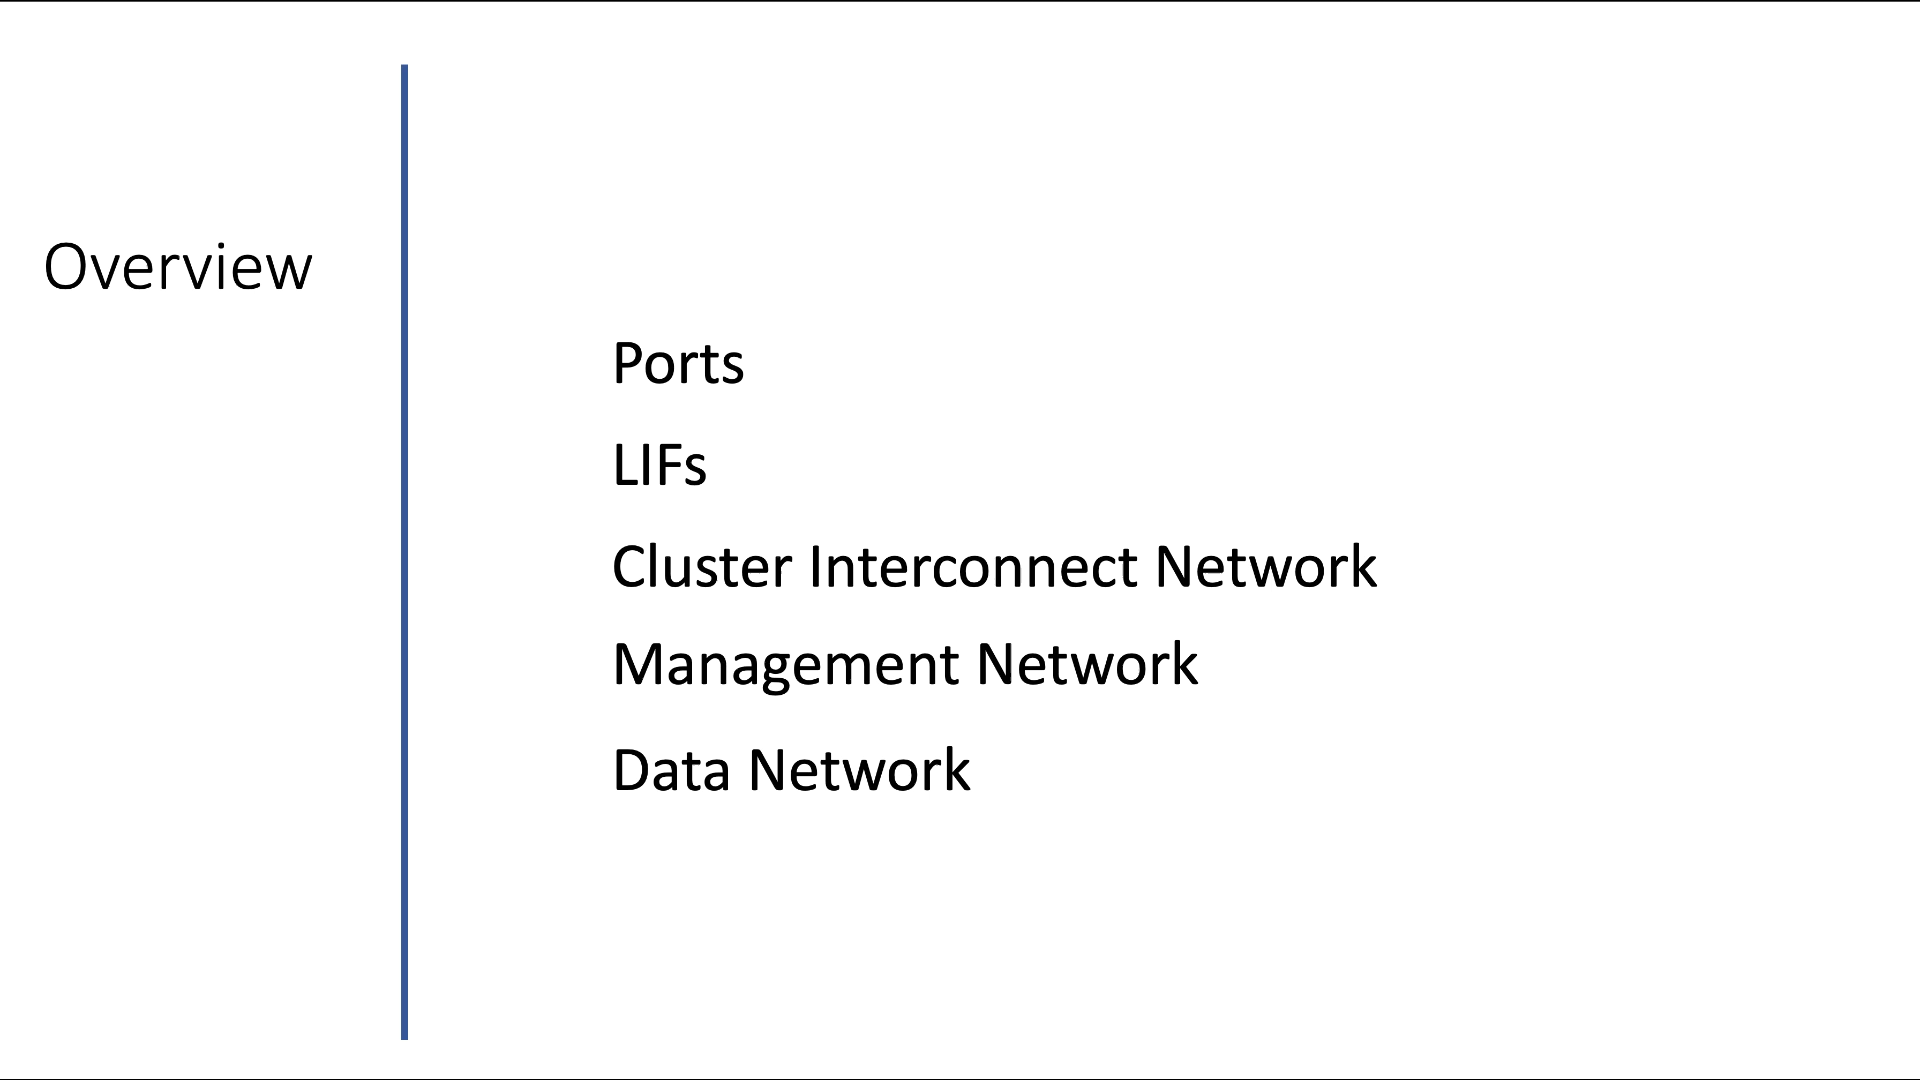 Overview
Ports
LIFs
Cluster Interconnect Network
Management Network
Data Network